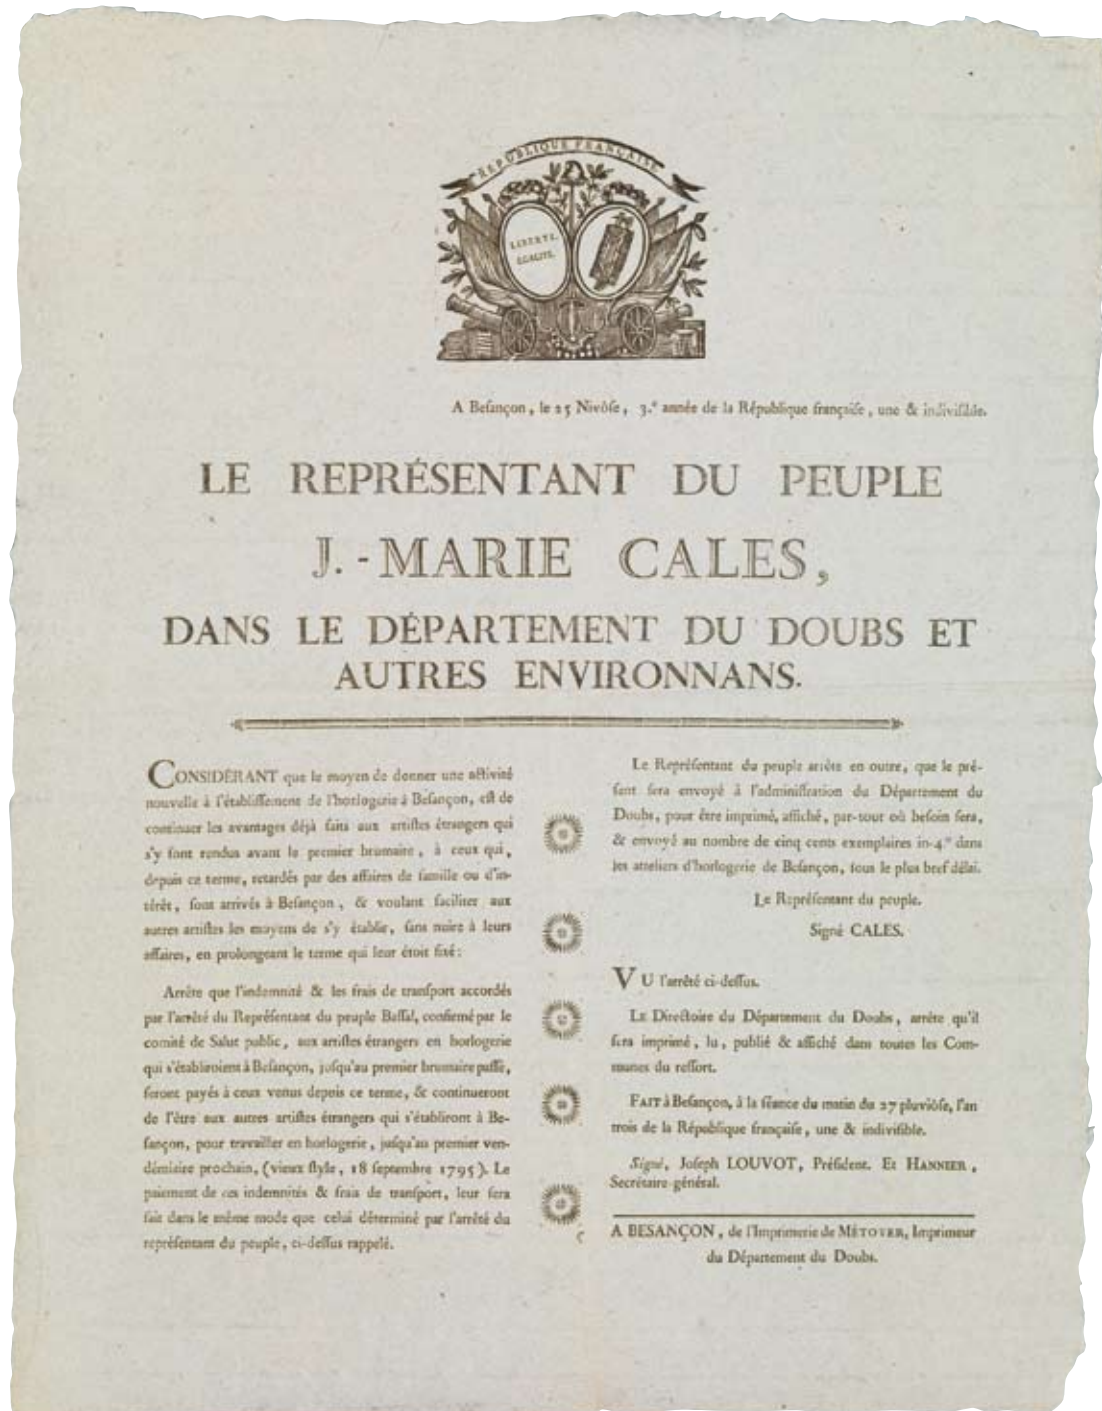 RÉPUBLIQUE FRANÇAISE
LIBERTÉ,
ÉGALITÉ.
A Beſançon, le 25 Nivôſe, 3.ᵉ année de la République françaiſe, une & indiviſible.
LE REPRÉSENTANT DU PEUPLE
J.-MARIE CALES,
DANS LE DÉPARTEMENT DU DOUBS ET
AUTRES ENVIRONNANS.
CONSIDÉRANT que le moyen de donner une activité
nouvelle à l'établiſſement de l'horlogerie à Beſançon, eſt de
continuer les avantages déjà faits aux artiſtes étrangers qui
s'y ſont rendus avant le premier brumaire, à ceux qui,
depuis ce terme, retardés par des affaires de famille ou d'in-
térêt, ſont arrivés à Beſançon, & voulant faciliter aux
autres artiſtes les moyens de s'y établir, ſans nuire à leurs
affaires, en prolongeant le terme qui leur étoit fixé :
Arrête que l'indemnité & les frais de tranſport accordés
par l'arrêté du Repréſentant du peuple Baſſal, confirmé par le
comité de Salut public, aux artiſtes étrangers en horlogerie
qui s'établiroient à Beſançon, juſqu'au premier brumaire paſſé,
ſeront payés à ceux venus depuis ce terme, & continueront
de l'être aux autres artiſtes étrangers qui s'établiront à Be-
ſançon, pour travailler en horlogerie, juſqu'au premier ven-
démiaire prochain, (vieux ſtyle, 18 ſeptembre 1795). Le
paiement de ces indemnités & frais de tranſport, leur ſera
fait dans le même mode que celui déterminé par l'arrêté du
repréſentant du peuple, ci-deſſus rappelé.
Le Repréſentant du peuple arrête en outre, que le pré-
ſent ſera envoyé à l'adminiſtration du Département du
Doubs, pour être imprimé, affiché, par-tout où beſoin ſera,
& envoyé au nombre de cinq cents exemplaires in-4.º dans
les atteliers d'horlogerie de Beſançon, ſous le plus bref délai.
Le Repréſentant du peuple.
Signé CALES.
VU l'arrêté ci-deſſus.
LE Directoire du Département du Doubs, arrête qu'il
ſera imprimé, lu, publié & affiché dans toutes les Com-
munes du reſſort.
FAIT à Beſançon, à la ſéance du matin du 27 pluviôſe, l'an
trois de la République françaiſe, une & indiviſible.
Signé, Joſeph LOUVOT, Préſident. Et HANNIER,
Secrétaire-général.
A BESANÇON, de l'Imprimerie de MÉTOYER, Imprimeur
du Département du Doubs.